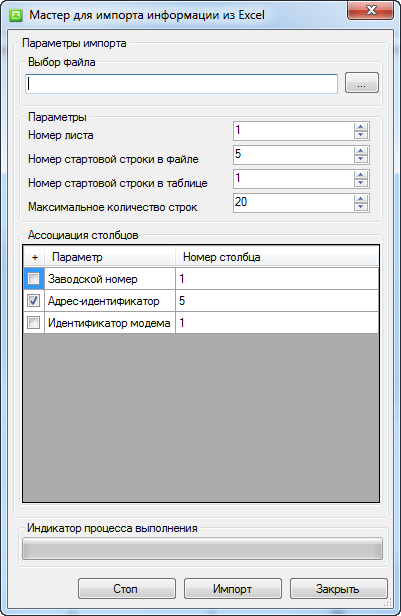 Мастер для импорта информации из Excel
Параметры импорта
Выбор файла
...
Параметры
Номер листа 1
Номер стартовой строки в файле 5
Номер стартовой строки в таблице 1
Максимальное количество строк 20
Ассоциация столбцов
+ Параметр Номер столбца
Заводской номер 1
Адрес-идентификатор 5
Идентификатор модема 1
Индикатор процесса выполнения
Стоп Импорт Закрыть